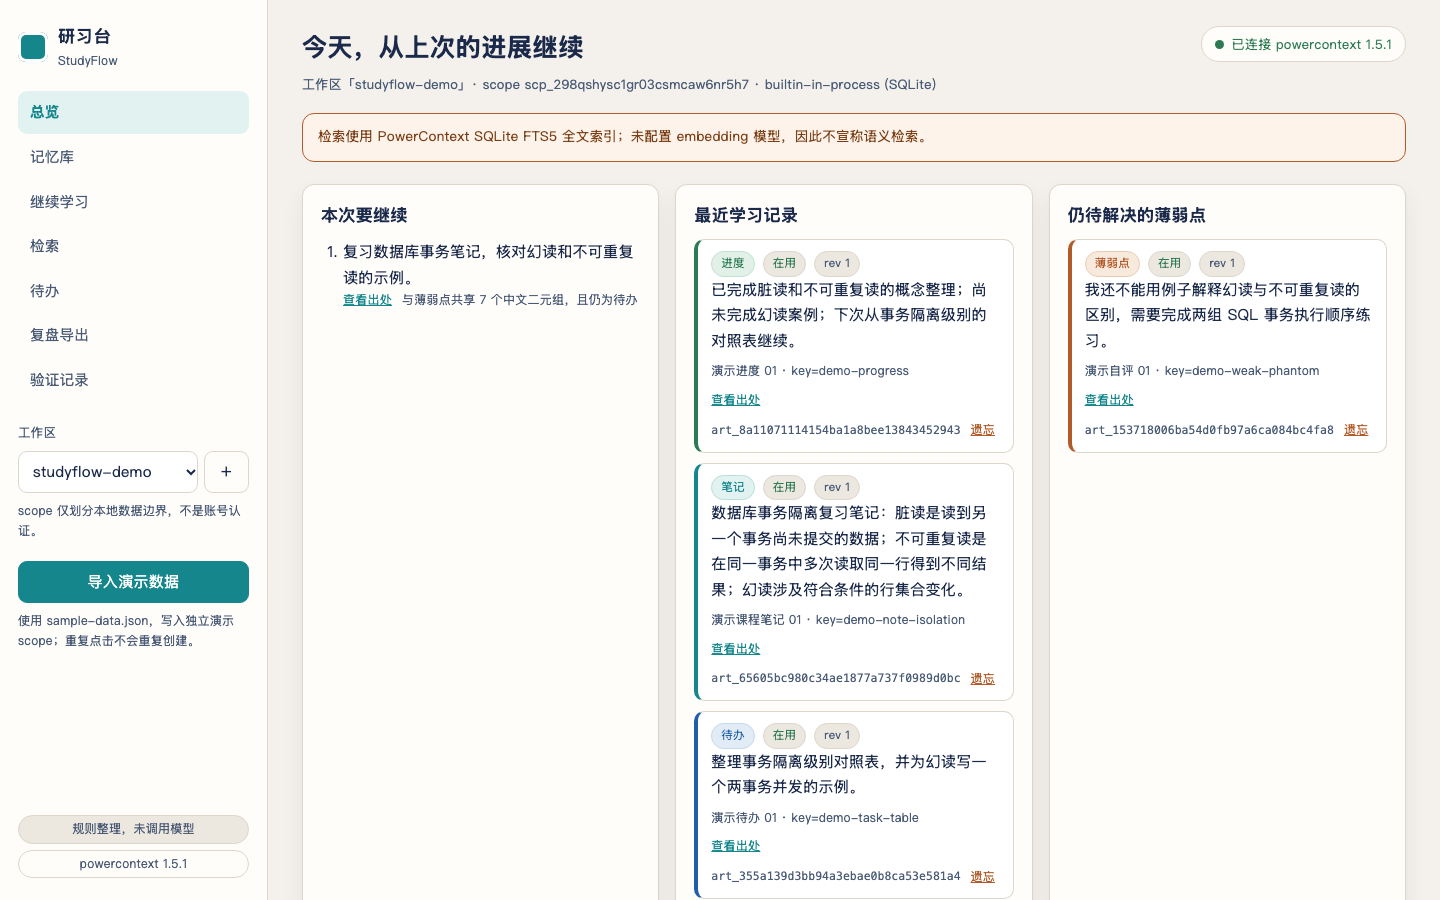 研习台
StudyFlow
总览
记忆库
继续学习
检索
待办
复盘导出
验证记录
工作区
studyflow-demo
+
scope 仅划分本地数据边界，不是账号认
证。
导入演示数据
使用 sample-data.json，写入独立演示
scope；重复点击不会重复创建。
规则整理，未调用模型
powercontext 1.5.1
今天，从上次的进展继续
已连接 powercontext 1.5.1
工作区「studyflow-demo」 · scope scp_298qshysc1gr03csmcaw6nr5h7 · builtin-in-process (SQLite)
检索使用 PowerContext SQLite FTS5 全文索引；未配置 embedding 模型，因此不宣称语义检索。
本次要继续
1. 复习数据库事务笔记，核对幻读和不可重复
读的示例。
查看出处 与薄弱点共享 7 个中文二元组，且仍为待办
最近学习记录
进度 在用 rev 1
已完成脏读和不可重复读的概念整理；尚
未完成幻读案例；下次从事务隔离级别的
对照表继续。
演示进度 01 · key=demo-progress
查看出处
art_8a11071114154ba1a8bee13843452943 遗忘
笔记 在用 rev 1
数据库事务隔离复习笔记：脏读是读到另
一个事务尚未提交的数据；不可重复读是
在同一事务中多次读取同一行得到不同结
果；幻读涉及符合条件的行集合变化。
演示课程笔记 01 · key=demo-note-isolation
查看出处
art_65605bc980c34ae1877a737f0989d0bc 遗忘
待办 在用 rev 1
整理事务隔离级别对照表，并为幻读写一
个两事务并发的示例。
演示待办 01 · key=demo-task-table
查看出处
art_355a139d3bb94a3ebae0b8ca53e581a4 遗忘
仍待解决的薄弱点
薄弱点 在用 rev 1
我还不能用例子解释幻读与不可重复读的
区别，需要完成两组 SQL 事务执行顺序练
习。
演示自评 01 · key=demo-weak-phantom
查看出处
art_153718006ba54d0fb97a6ca084bc4fa8 遗忘